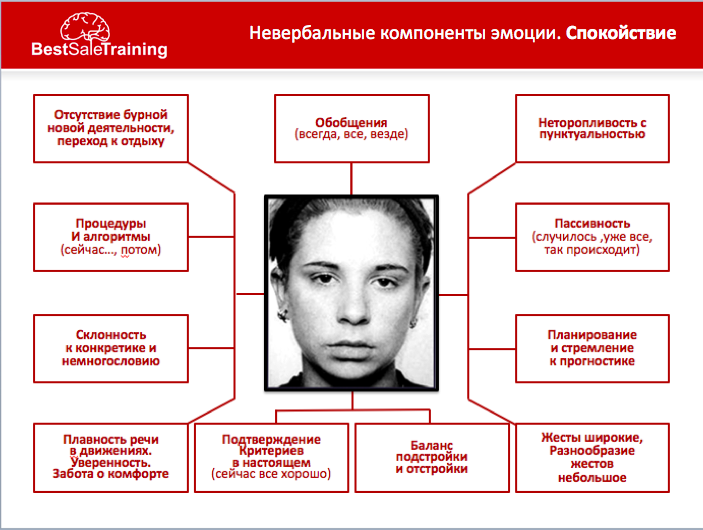 BestSaleTraining
Невербальные компоненты эмоции. Спокойствие
Отсутствие бурной
новой деятельности,
переход к отдыху
Обобщения
(всегда, все, везде)
Неторопливость с
пунктуальностью
Процедуры
И алгоритмы
(сейчас..., потом)
Пассивность
(случилось ,уже все,
так происходит)
Склонность
к конкретике и
немногословию
Планирование
и стремление
к прогностике
Плавность речи
в движениях.
Уверенность.
Забота о комфорте
Подтверждение
Критериев
в настоящем
(сейчас все хорошо)
Баланс
подстройки
и отстройки
Жесты широкие,
Разнообразие
жестов
небольшое